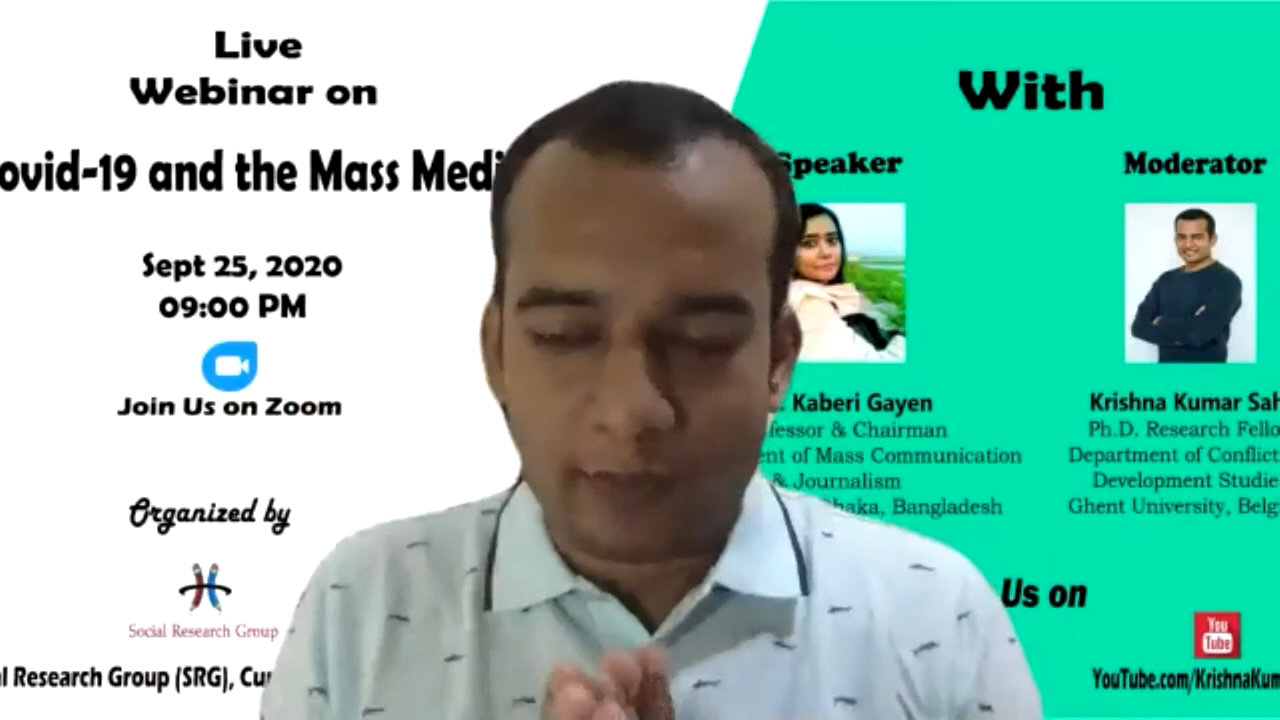 Live
Webinar on
ovid-19 and the Mass Medi
Sept 25, 2020
09:00 PM
Join Us on Zoom
Organized by
Social Research Group
l Research Group (SRG), Cu
With
Speaker
Kaberi Gayen
fessor & Chairman
ent of Mass Communication
& Journalism
haka, Bangladesh
Moderator
Krishna Kumar Sah
Ph.D. Research Fello
Department of Conflict
Development Studie
Ghent University, Belg
Us on
You
Tube
YouTube.com/KrishnaKum